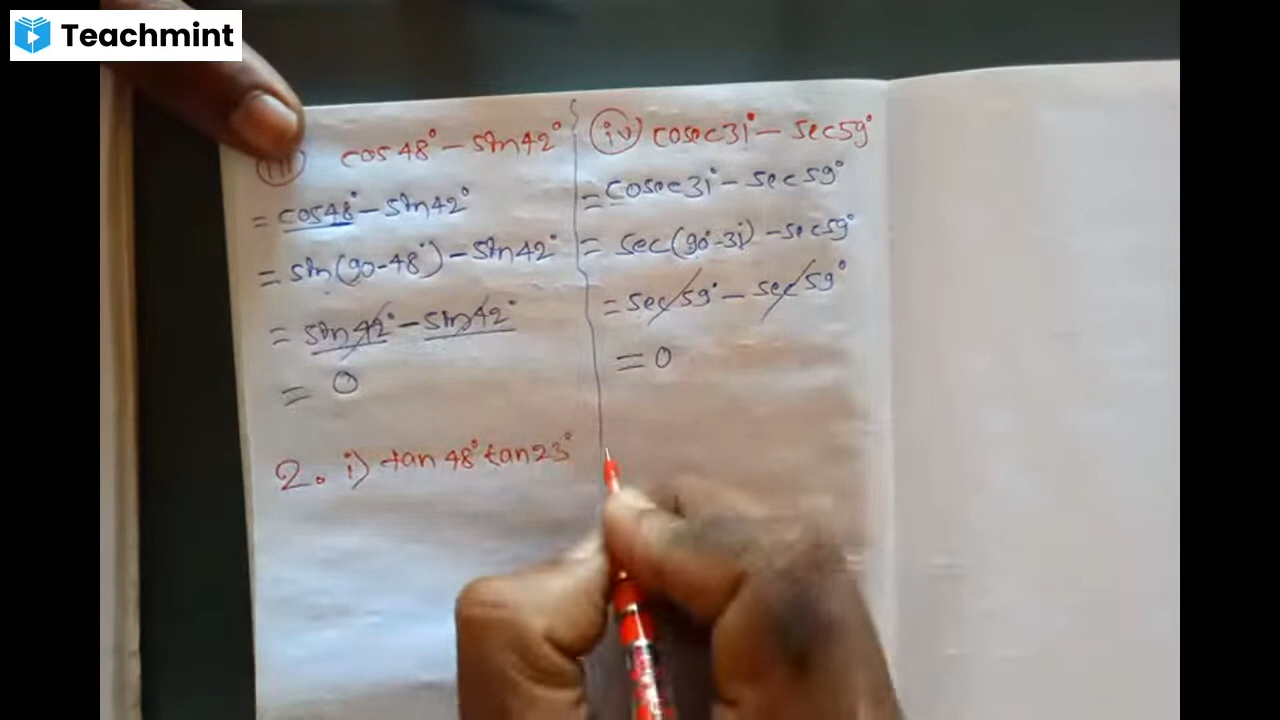 Teachmint
iii) cos 48° - sin 42°
= cos 48° - sin 42°
= sin (90 - 48°) - sin 42°
= sin 42° - sin 42°
= 0
iv) cosec 31° - sec 59°
= cosec 31° - sec 59°
= sec (90° - 31°) - sec 59°
= sec 59° - sec 59°
= 0
2. i) tan 48° tan 23°